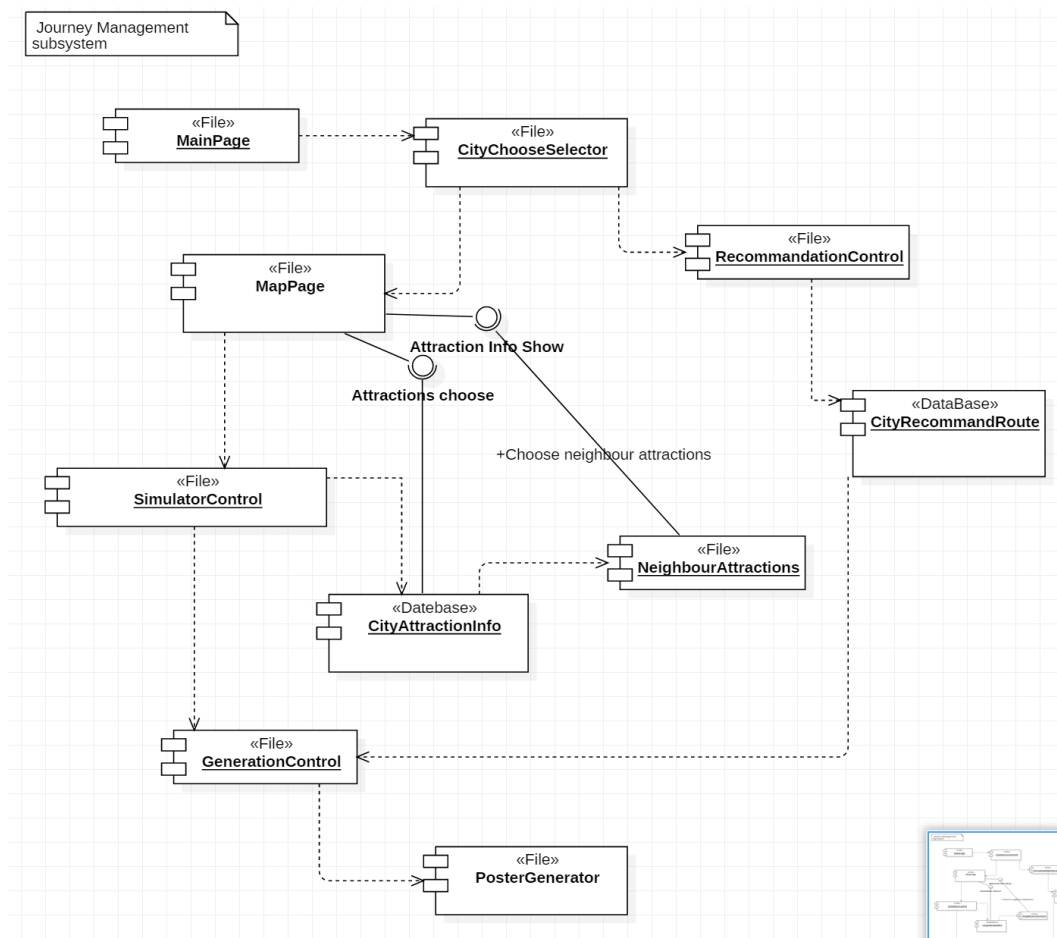 Journey Management
subsystem
«File»
MainPage
«File»
CityChooseSelector
«File»
RecommandationControl
«File»
MapPage
Attraction Info Show
Attractions choose
«DataBase»
CityRecommandRoute
+Choose neighbour attractions
«File»
SimulatorControl
«File»
NeighbourAttractions
«Datebase»
CityAttractionInfo
«File»
GenerationControl
«File»
PosterGenerator